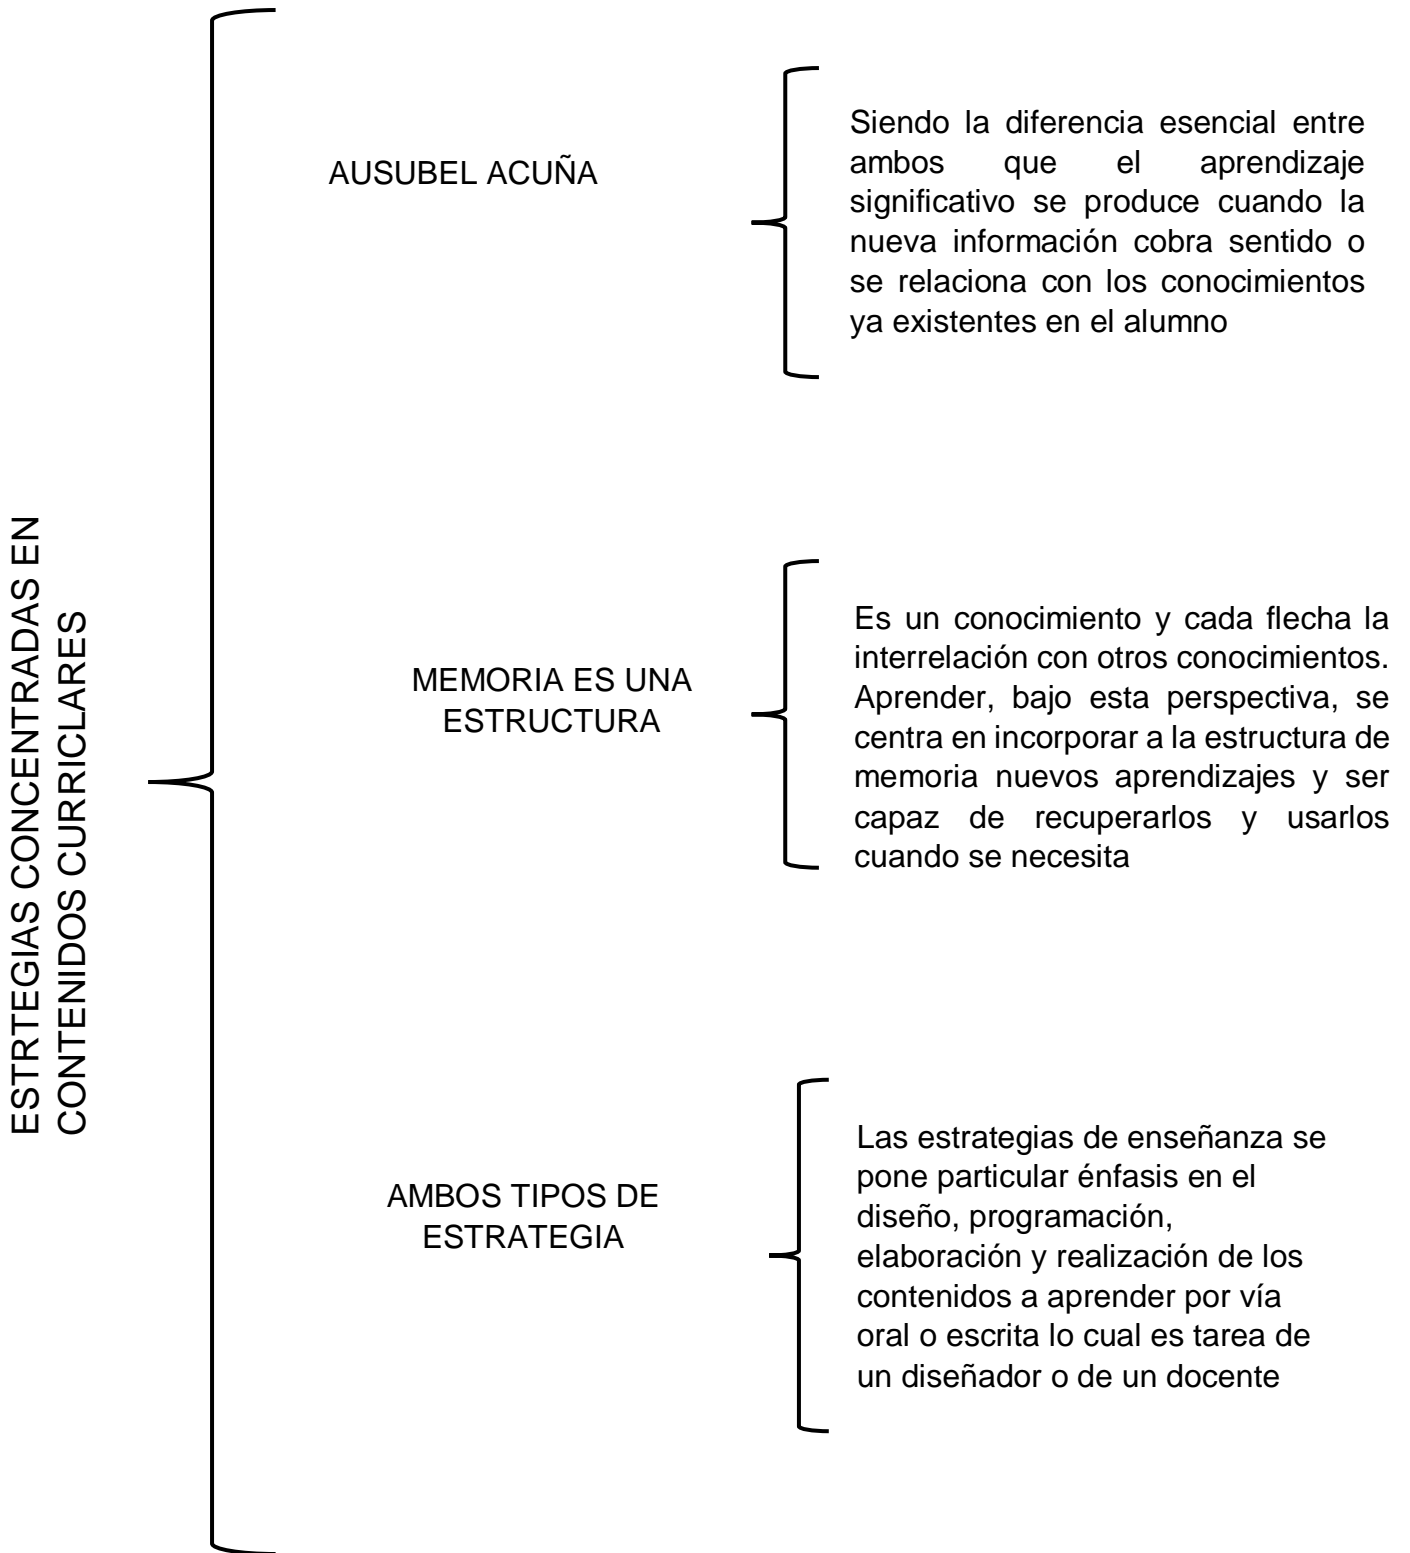 ESTRTEGIAS CONCENTRADAS EN
CONTENIDOS CURRICLARES
AUSUBEL ACUÑA
Siendo la diferencia esencial entre
ambos que el aprendizaje
significativo se produce cuando la
nueva información cobra sentido o
se relaciona con los conocimientos
ya existentes en el alumno
MEMORIA ES UNA
ESTRUCTURA
Es un conocimiento y cada flecha la
interrelación con otros conocimientos.
Aprender, bajo esta perspectiva, se
centra en incorporar a la estructura de
memoria nuevos aprendizajes y ser
capaz de recuperarlos y usarlos
cuando se necesita
AMBOS TIPOS DE
ESTRATEGIA
Las estrategias de enseñanza se
pone particular énfasis en el
diseño, programación,
elaboración y realización de los
contenidos a aprender por vía
oral o escrita lo cual es tarea de
un diseñador o de un docente